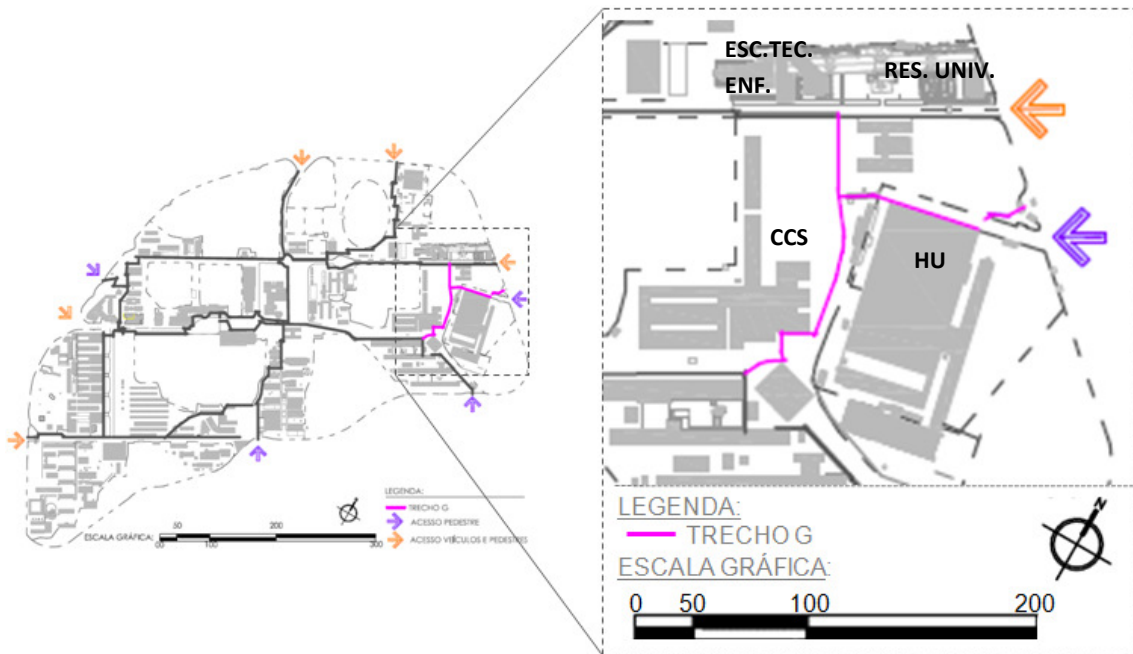 ESC.TEC.
ENF.
RES. UNIV.
CCS
HU
LEGENDA:
TRECHO G
ACESSO PEDESTRE
ACESSO VEÍCULOS E PEDESTRES
ESCALA GRÁFICA:
50 200
00 100 300
N
LEGENDA:
TRECHO G
ESCALA GRÁFICA:
0 50 100 200
N